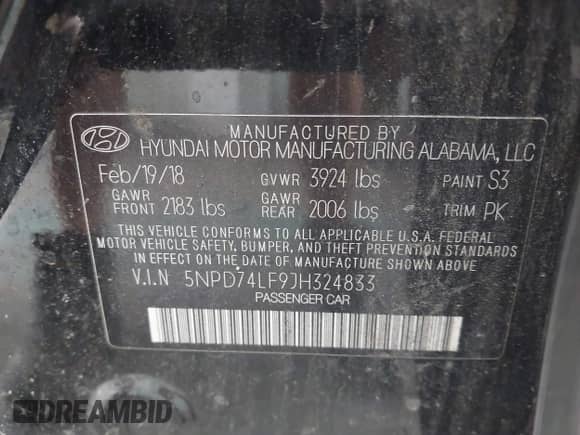 MANUFACTURED BY
HYUNDAI MOTOR MANUFACTURING ALABAMA, LLC
Feb/19/18 GVWR 3924 lbs PAINT S3
GAWR FRONT 2183 lbs GAWR REAR 2006 lbs TRIM PK
THIS VEHICLE CONFORMS TO ALL APPLICABLE U.S.A. FEDERAL
MOTOR VEHICLE SAFETY, BUMPER, AND THEFT PREVENTION STANDARDS
IN EFFECT ON THE DATE OF MANUFACTURE SHOWN ABOVE
V.I.N 5NPD74LF9JH324833
PASSENGER CAR
DREAMBID